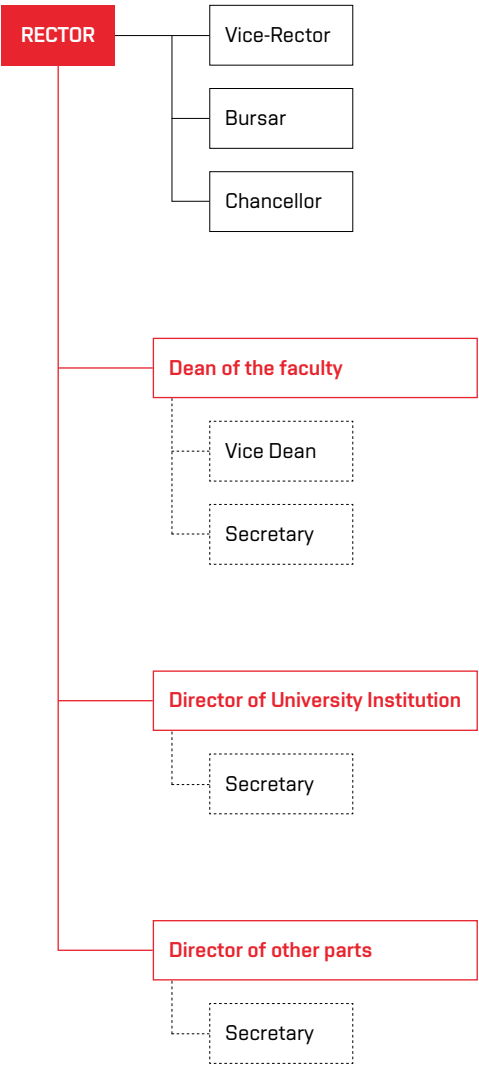 RECTOR
Vice-Rector
Bursar
Chancellor
Dean of the faculty
Vice Dean
Secretary
Director of University Institution
Secretary
Director of other parts
Secretary